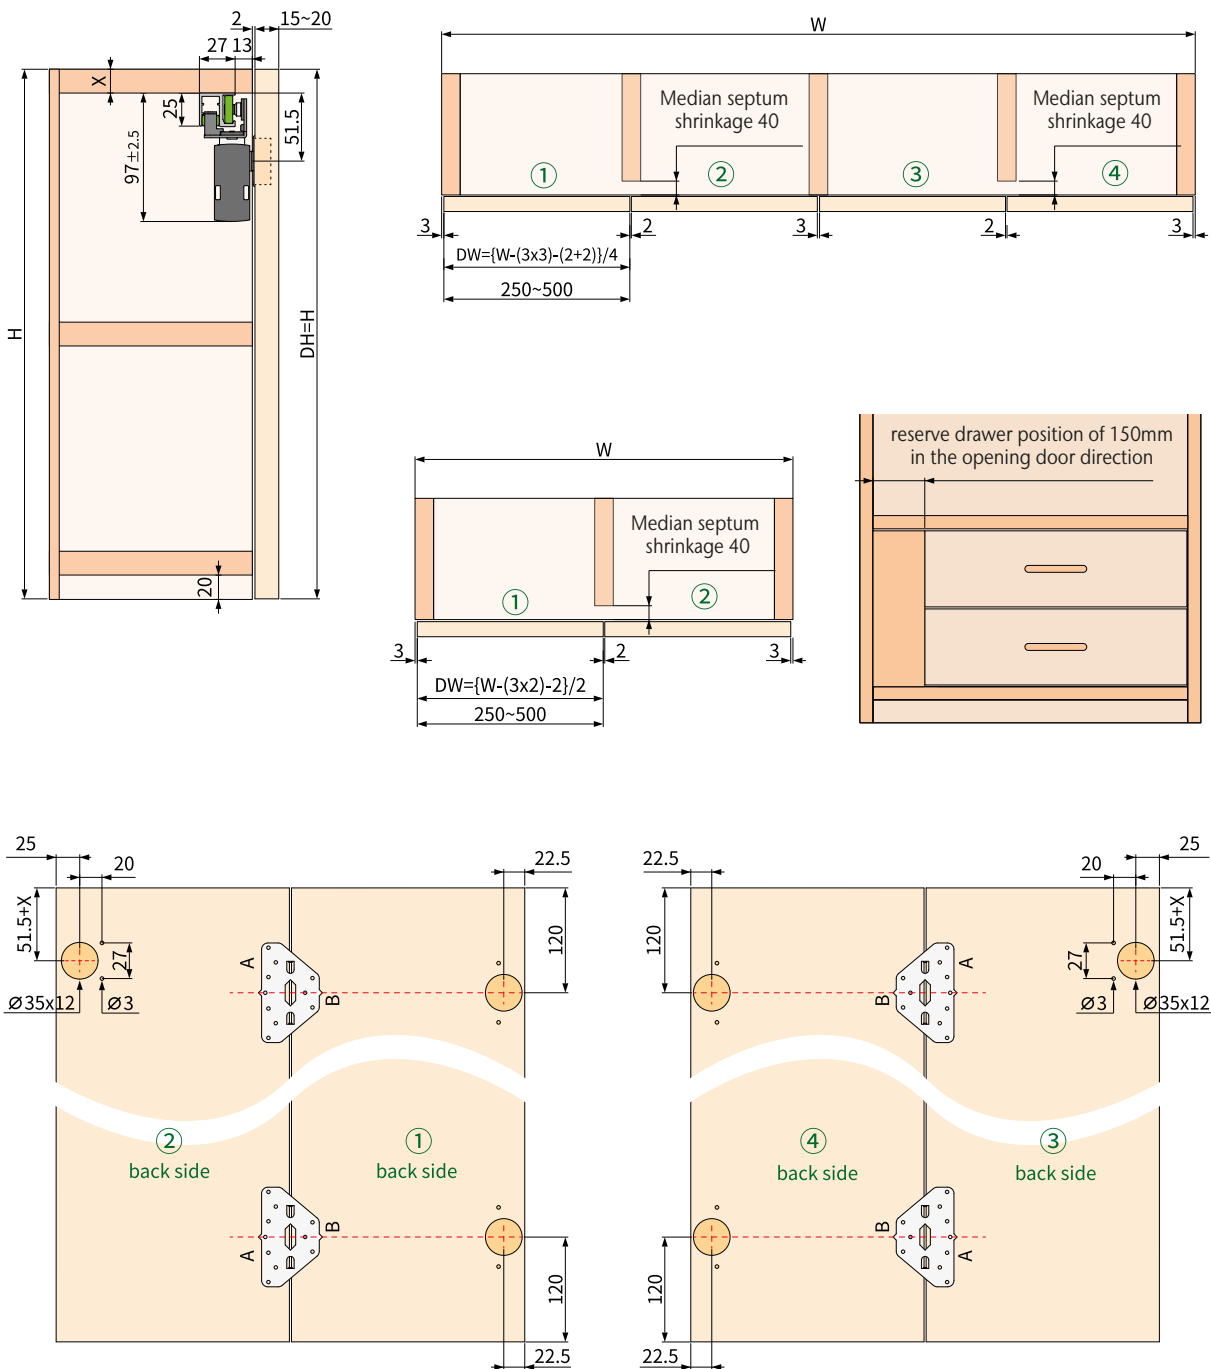 2
15~20
27
13
X
25
51.5
97±2.5
H
DH=H
20
W
Median septum
shrinkage 40
Median septum
shrinkage 40
①
②
③
④
3
2
3
2
3
DW={W-(3x3)-(2+2)}/4
250~500
W
Median septum
shrinkage 40
①
②
3
2
3
DW={W-(3x2)-2}/2
250~500
reserve drawer position of 150mm
in the opening door direction
25
20
22.5
51.5+X
27
120
Ø35x12
Ø3
A
B
②
back side
①
back side
A
B
120
22.5
22.5
20
25
120
27
51.5+X
Ø3
Ø35x12
A
B
④
back side
③
back side
B
A
120
22.5